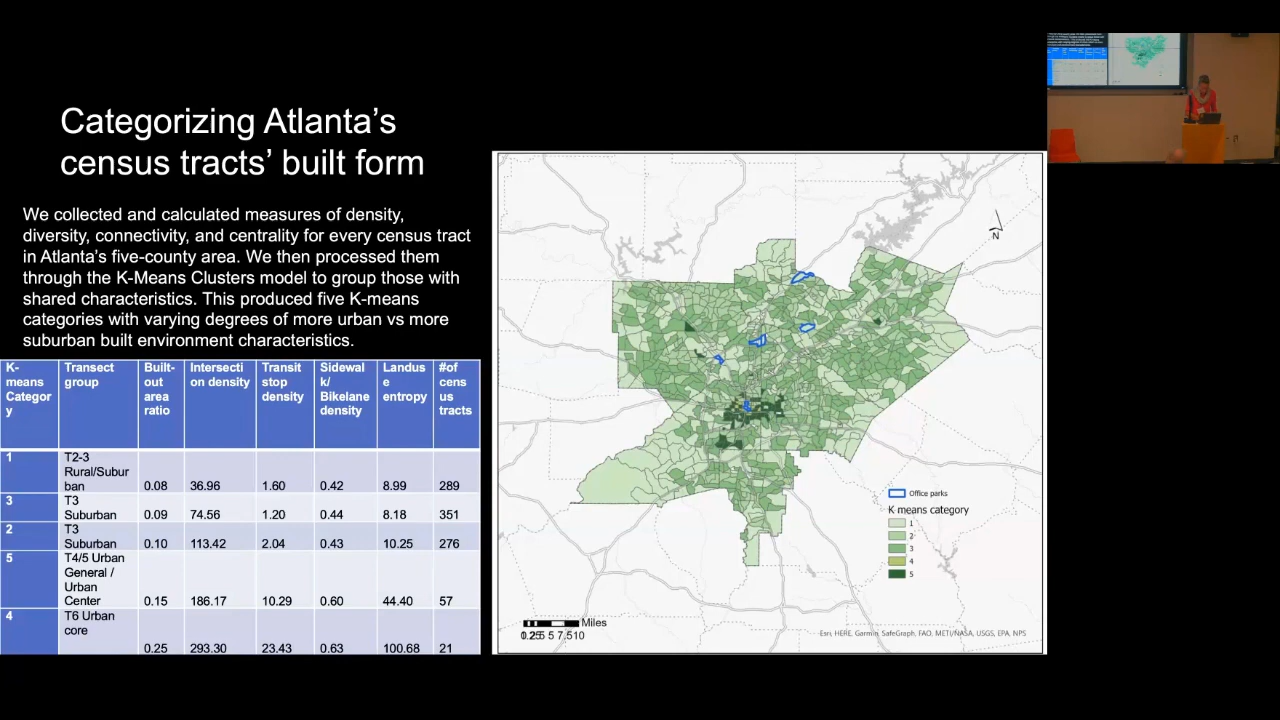 Categorizing Atlanta’s
census tracts’ built form
We collected and calculated measures of density,
diversity, connectivity, and centrality for every census tract
in Atlanta’s five-county area. We then processed them
through the K-Means Clusters model to group those with
shared characteristics. This produced five K-means
categories with varying degrees of more urban vs more
suburban built environment characteristics.
K-means Categor y | Transect group | Built-out area ratio | Intersecti on density | Transit stop density | Sidewal k/ Bikelane density | Landus e entropy | #of cen us tracts
1 | T2-3 Rural/Subur ban | 0.08 | 36.96 | 1.60 | 0.42 | 8.99 | 289
3 | T3 Suburban | 0.09 | 74.56 | 1.20 | 0.44 | 8.18 | 351
2 | T3 Suburban | 0.10 | 113.42 | 2.04 | 0.43 | 10.25 | 276
5 | T4/5 Urban General / Urban Center | 0.15 | 186.17 | 10.29 | 0.60 | 44.40 | 57
4 | T6 Urban core | 0.25 | 293.30 | 23.43 | 0.63 | 100.68 | 21
N
Office parks
K means category
1
2
3
4
5
Miles
5 7.510
Esri, HERE, Garmin, SafeGraph, FAO, METI/NASA, USGS, EPA, NPS